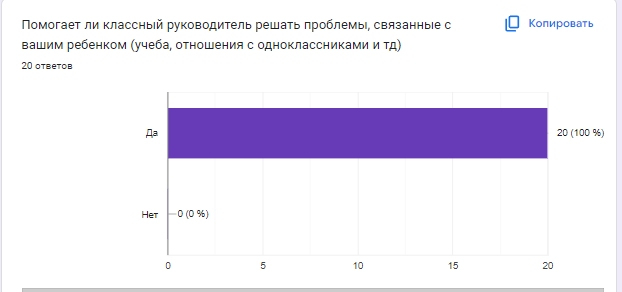 Помогает ли классный руководитель решать проблемы, связанные с
вашим ребенком (учеба, отношения с одноклассниками и тд)
Копировать
20 ответов
Да
20 (100 %)
Нет
0 (0 %)
0
5
10
15
20